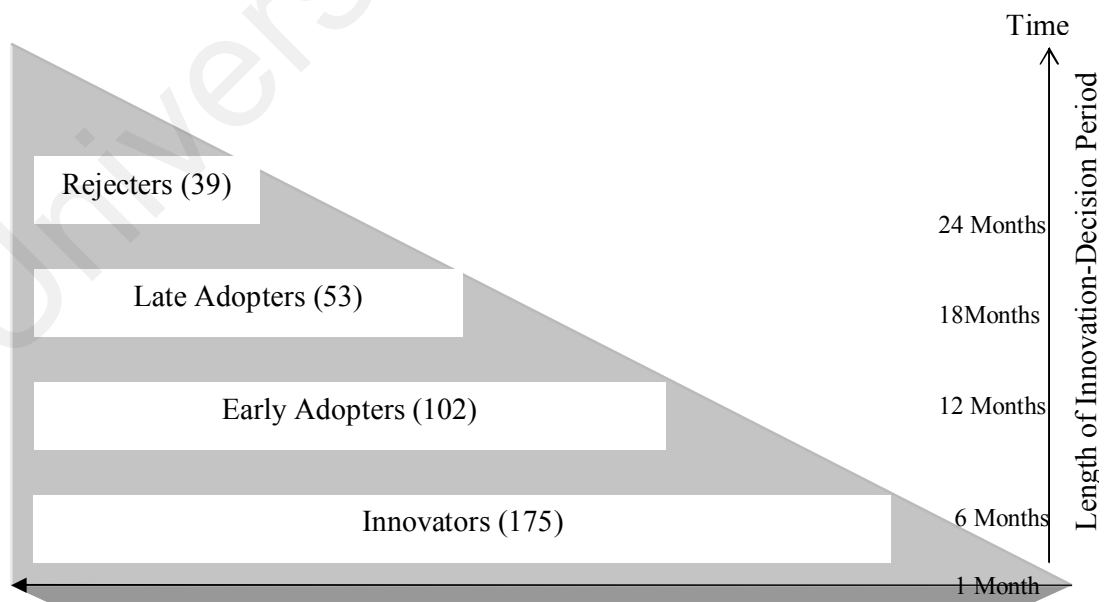 Time
Rejecters (39)
24 Months
Late Adopters (53)
18Months
Early Adopters (102)
12 Months
Innovators (175)
6 Months
1 Month
Length of Innovation-Decision Period
Univers